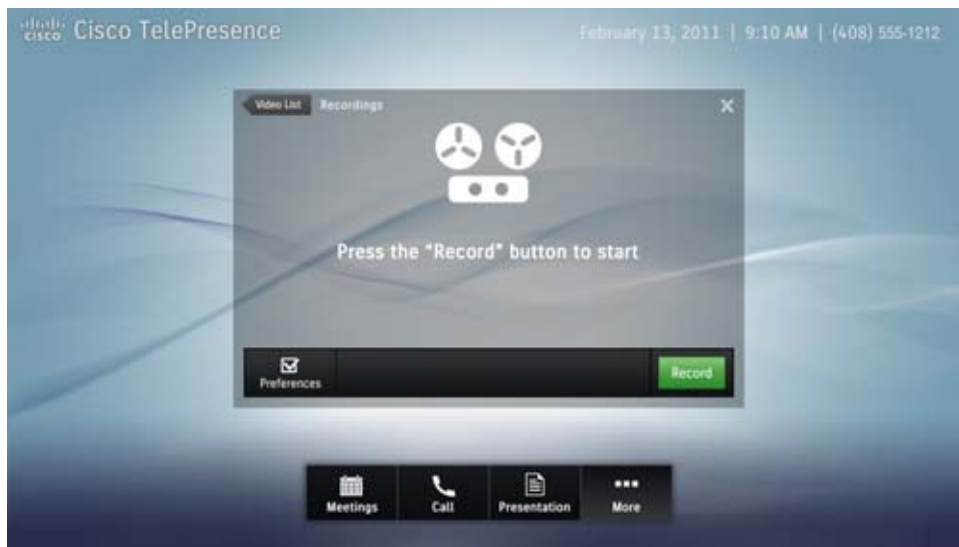 cisco Cisco TelePresence
February 13, 2011 | 9:10 AM | (408) 555-1212
Video List Recordings X
Press the "Record" button to start
Preferences
Record
Meetings Call Presentation More